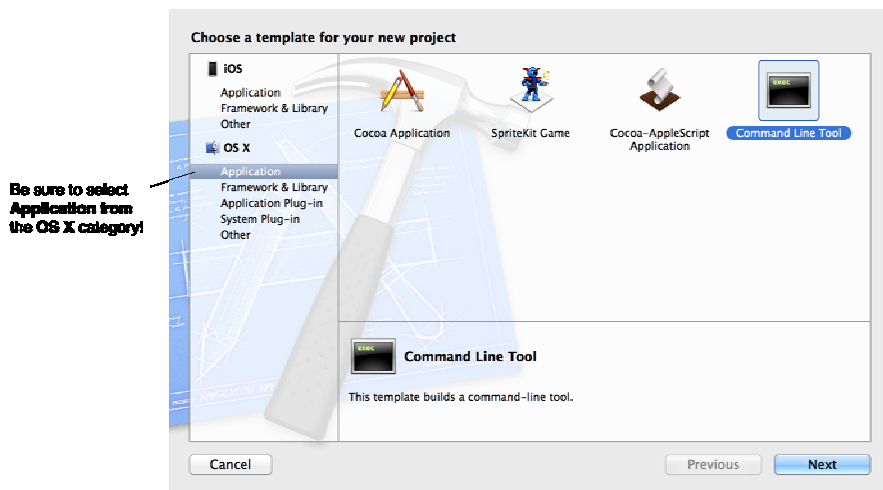 Choose a template for your new project
iOS
Application
Framework & Library
Other
OS X
Application
Framework & Library
Application Plug-in
System Plug-in
Other
Be sure to select
Application from
the OS X category!
Cocoa Application
SpriteKit Game
Cocoa-AppleScript
Application
exec
Command Line Tool
exec
Command Line Tool
This template builds a command-line tool.
Cancel
Previous
Next